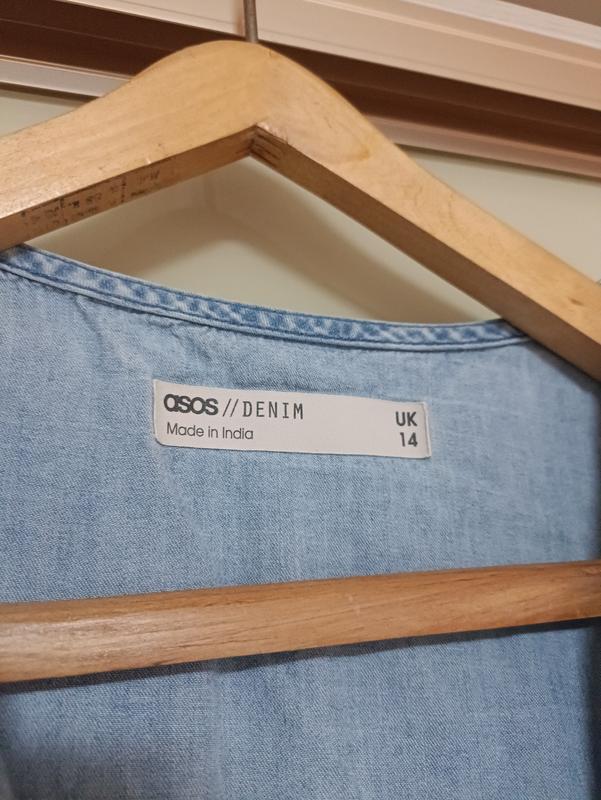 asos // DENIM
Made in India
UK
14